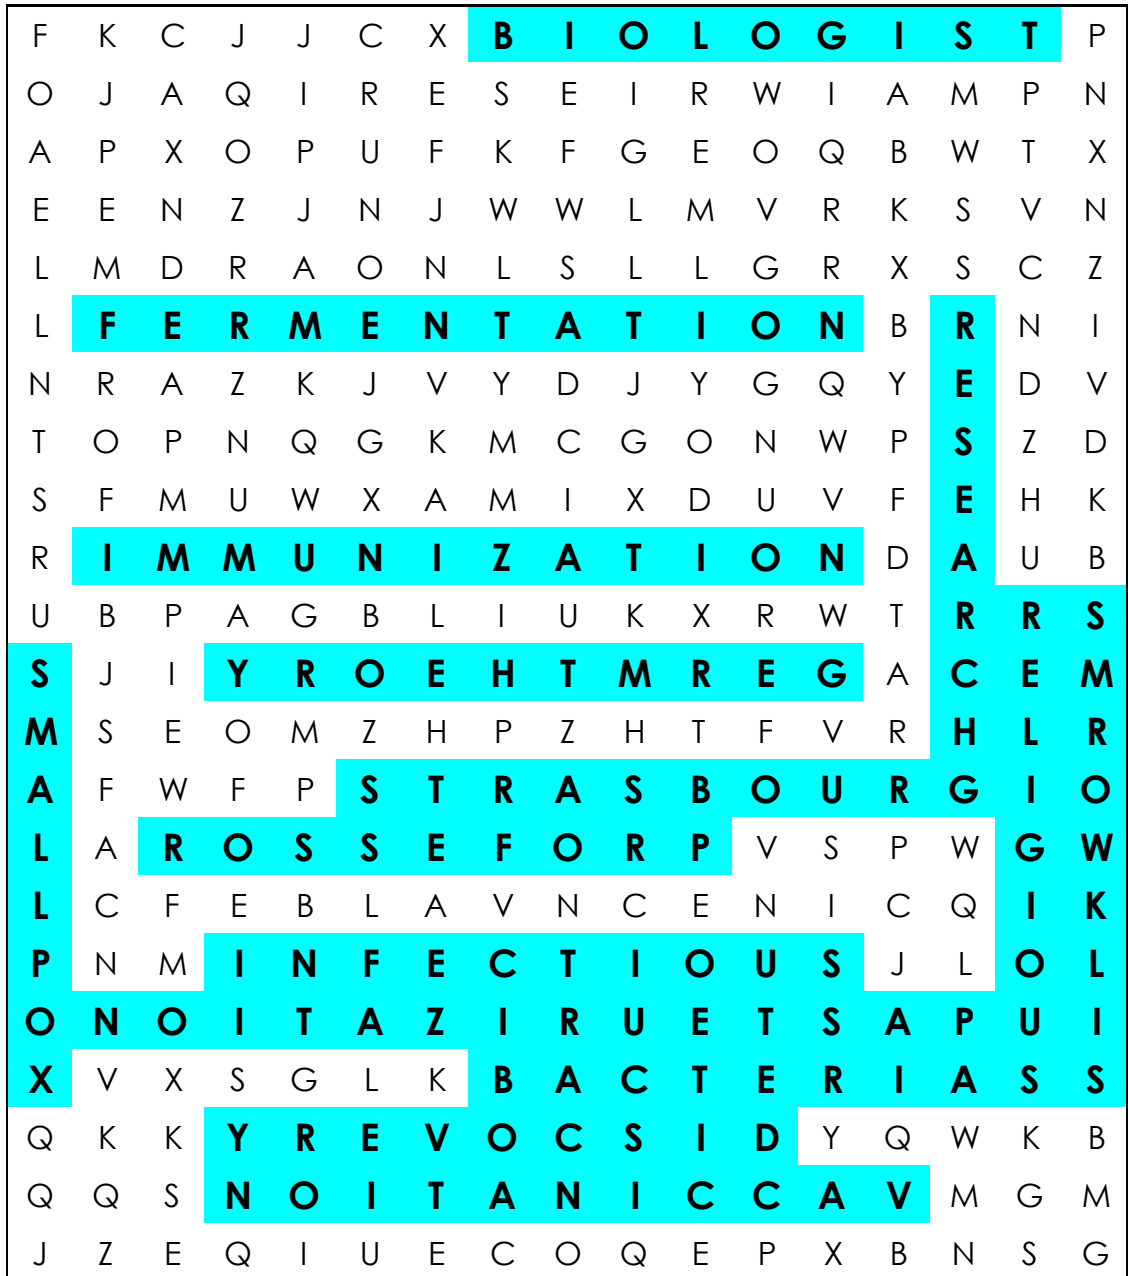 F K C J J C X B I O L O G I S T P
O J A Q I R E S E I R W I A M P N
A P X O P U F K F G E O Q B W T X
E E N Z J N J W W L M V R K S V N
L M D R A O N L S L L G R X S C Z
L F E R M E N T A T I O N B R N I
N R A Z K J V Y D J Y G Q Y E D V
T O P N Q G K M C G O N W P S Z D
S F M U W X A M I X D U V F E H K
R I M M U N I Z A T I O N D A U B
U B P A G B L I U K X R W T R R S
S J I Y R O E H T M R E G A C E M
M S E O M Z H P Z H T F V R H L R
A F W F P S T R A S B O U R G I O
L A R O S S E F O R P V S P W G W
L C F E B L A V N C E N I C Q I K
P N M I N F E C T I O U S J L O L
O N O I T A Z I R U E T S A P U I
X V X S G L K B A C T E R I A S S
Q K K Y R E V O C S I D Y Q W K B
Q Q S N O I T A N I C C A V M G M
J Z E Q I U E C O Q E P X B N S G